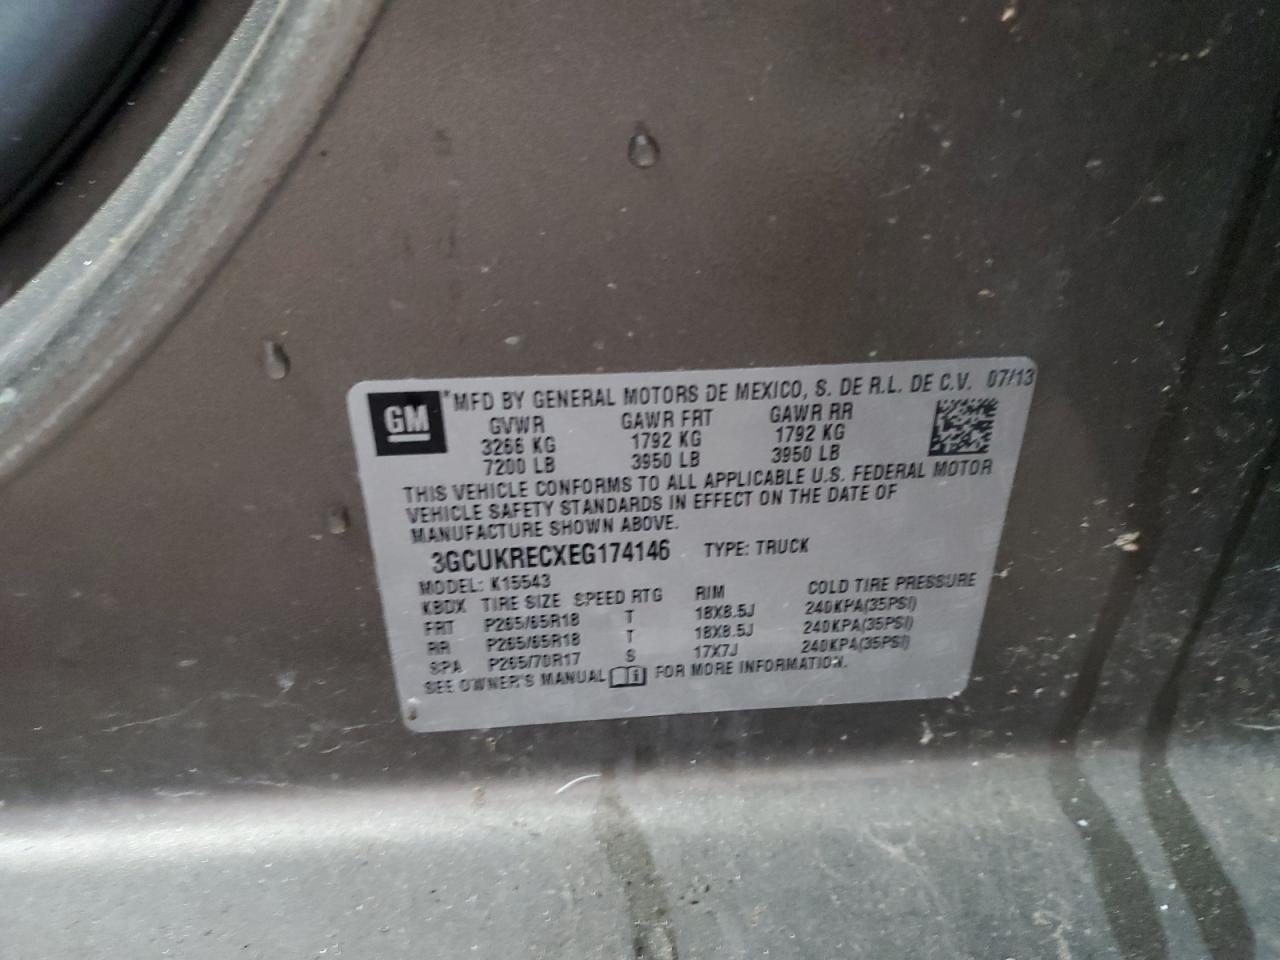 GM
*MFD BY GENERAL MOTORS DE MEXICO, S. DE R.L. DE C.V. 07/13
GVWR GAWR FRT GAWR RR
3266 KG 1792 KG 1792 KG
7200 LB 3950 LB 3950 LB
THIS VEHICLE CONFORMS TO ALL APPLICABLE U.S. FEDERAL MOTOR
VEHICLE SAFETY STANDARDS IN EFFECT ON THE DATE OF
MANUFACTURE SHOWN ABOVE.
3GCUKRECXEG174146 TYPE: TRUCK
MODEL: K15543
KBDX TIRE SIZE SPEED RTG RIM COLD TIRE PRESSURE
FRT P265/65R18 T 18X8.5J 240KPA(35PSI)
RR P265/65R18 T 18X8.5J 240KPA(35PSI)
SPA P265/70R17 S 17X7J 240KPA(35PSI)
SEE OWNER'S MANUAL FOR MORE INFORMATION.